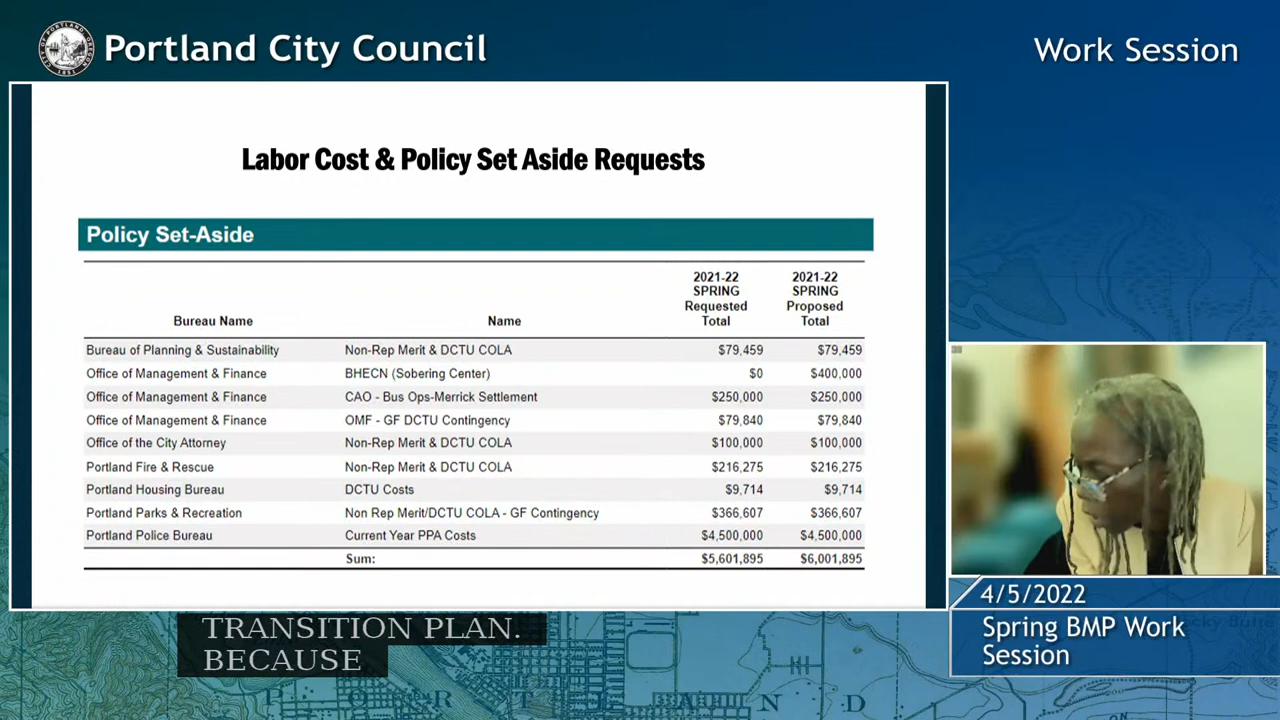 Portland City Council
Work Session
Labor Cost & Policy Set Aside Requests
Policy Set-Aside
Bureau Name Name 2021-22 SPRING Requested Total 2021-22 SPRING Proposed Total
Bureau of Planning & Sustainability Non-Rep Merit & DCTU COLA $79,459 $79,459
Office of Management & Finance BHECN (Sobering Center) $0 $400,000
Office of Management & Finance CAO - Bus Ops-Merrick Settlement $250,000 $250,000
Office of Management & Finance OMF - GF DCTU Contingency $79,840 $79,840
Office of the City Attorney Non-Rep Merit & DCTU COLA $100,000 $100,000
Portland Fire & Rescue Non-Rep Merit & DCTU COLA $216,275 $216,275
Portland Housing Bureau DCTU Costs $9,714 $9,714
Portland Parks & Recreation Non Rep Merit/DCTU COLA - GF Contingency $366,607 $366,607
Portland Police Bureau Current Year PPA Costs $4,500,000 $4,500,000
Sum: $5,601,895 $6,001,895
4/5/2022
Spring BMP Work
Session
TRANSITION PLAN.
BECAUSE